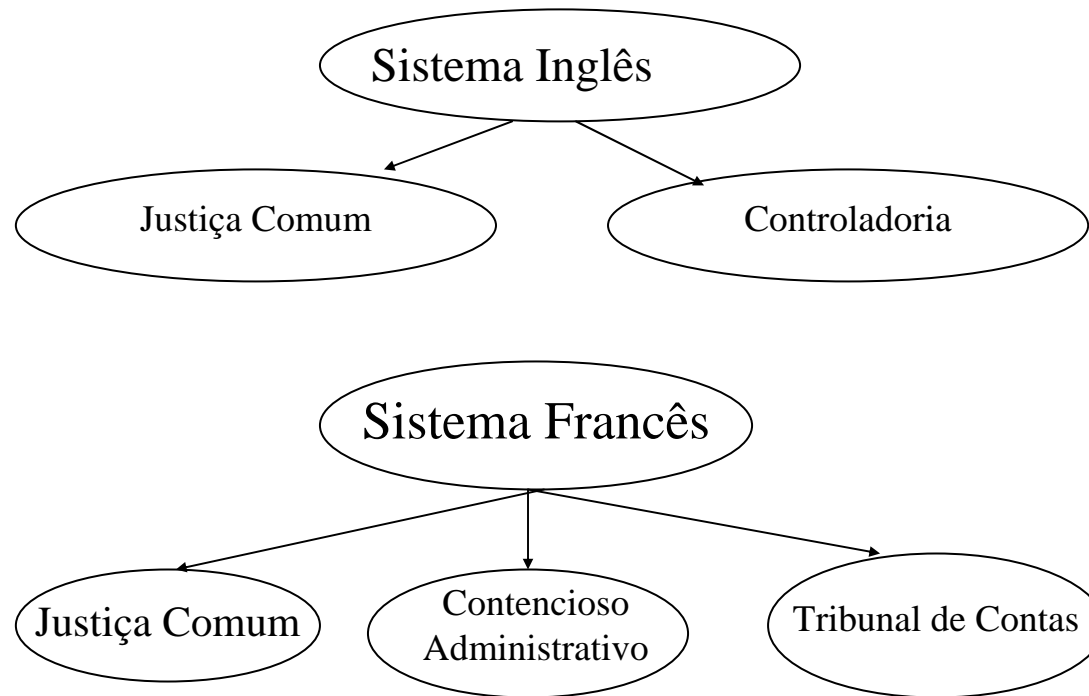 Sistema Inglês
Justiça Comum
Controladoria
Sistema Francês
Justiça Comum
Contencioso
Administrativo
Tribunal de Contas